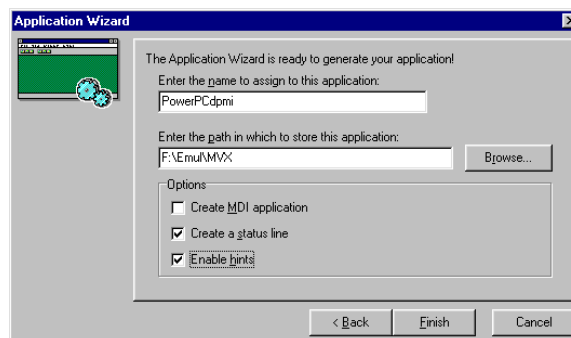 Application Wizard
The Application Wizard is ready to generate your application!
Enter the name to assign to this application:
PowerPCdpmi
Enter the path in which to store this application:
F:\Emul\MVX
Browse...
Options
Create MDI application
Create a status line
Enable hints
< Back
Finish
Cancel